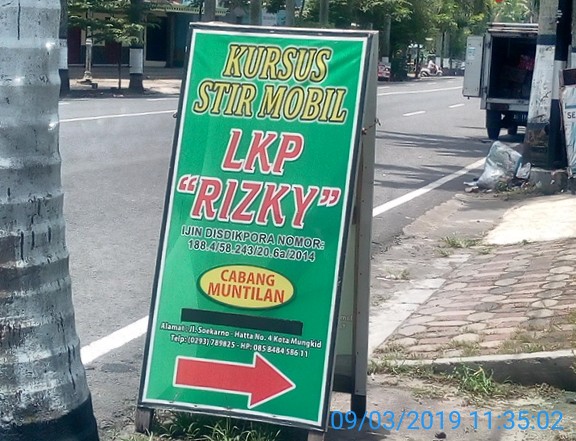 KURSUS
STIR MOBIL
LKP
“RIZKY”
IJIN DISDIKPORA NOMOR:
188.4/58.243/20.6a/2014
CABANG
MUNTILAN
Alamat : Jl. Soekarno - Hatta No. 4 Kota Mungkid
Telp: (0293) 789825 - HP: 085 8484 586 11
09/03/2019 11:35:02